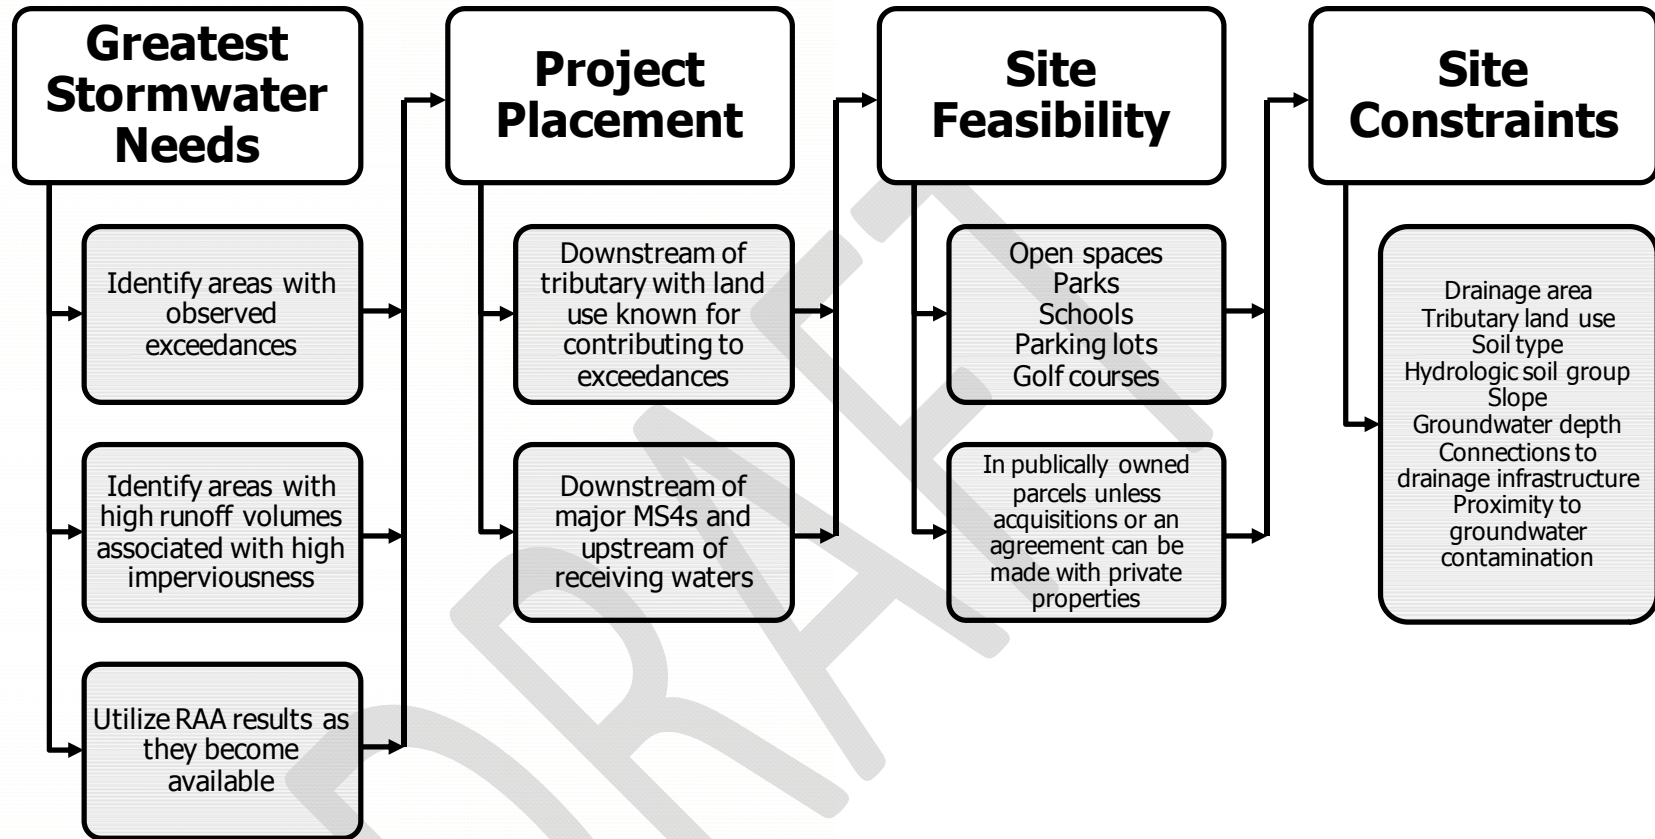 Greatest
Stormwater
Needs
Identify areas with
observed
exceedances
Identify areas with
high runoff volumes
associated with high
imperviousness
Utilize RAA results as
they become
available
Project
Placement
Downstream of
tributary with land
use known for
contributing to
exceedances
Downstream of
major MS4s and
upstream of
receiving waters
Site
Feasibility
Open spaces
Parks
Schools
Parking lots
Golf courses
In publically owned
parcels unless
acquisitions or an
agreement can be
made with private
properties
Site
Constraints
Drainage area
Tributary land use
Soil type
Hydrologic soil group
Slope
Groundwater depth
Connections to
drainage infrastructure
Proximity to
groundwater
contamination
DRAFT